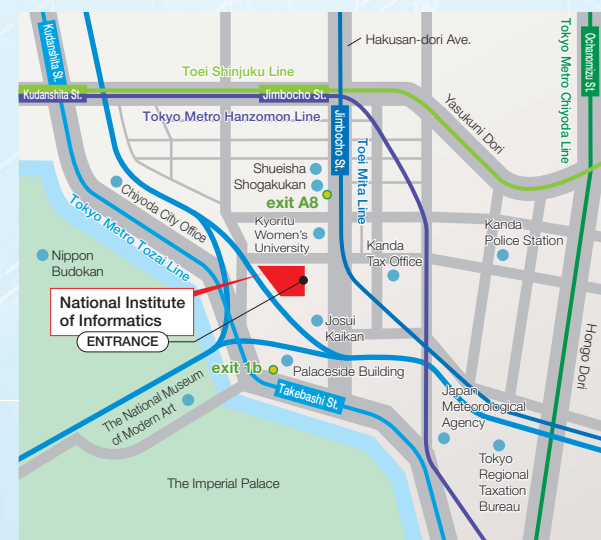 Kudanshita St.
Hakusan-dori Ave.
Tokyo Metro Chiyoda Line
Ochanomizu St.
Toei Shinjuku Line
Kudanshita St.
Jimbocho St.
Yasukuni Dori
Tokyo Metro Hanzomon Line
Jimbocho St.
Toei Mita Line
Shueisha
Shogakukan
exit A8
Chiyoda City Office
Tokyo Metro Tozai Line
Kyoritu
Women's
University
Kanda
Police Station
Kanda
Tax Office
Nippon
Budokan
National Institute
of Informatics
ENTRANCE
Josui
Kaikan
Hongo Dori
exit 1b
Palaceside Building
Takebashi St.
The National Museum
of Modern Art
Japan
Meteorological
Agency
Tokyo
Regional
Taxation
Bureau
The Imperial Palace